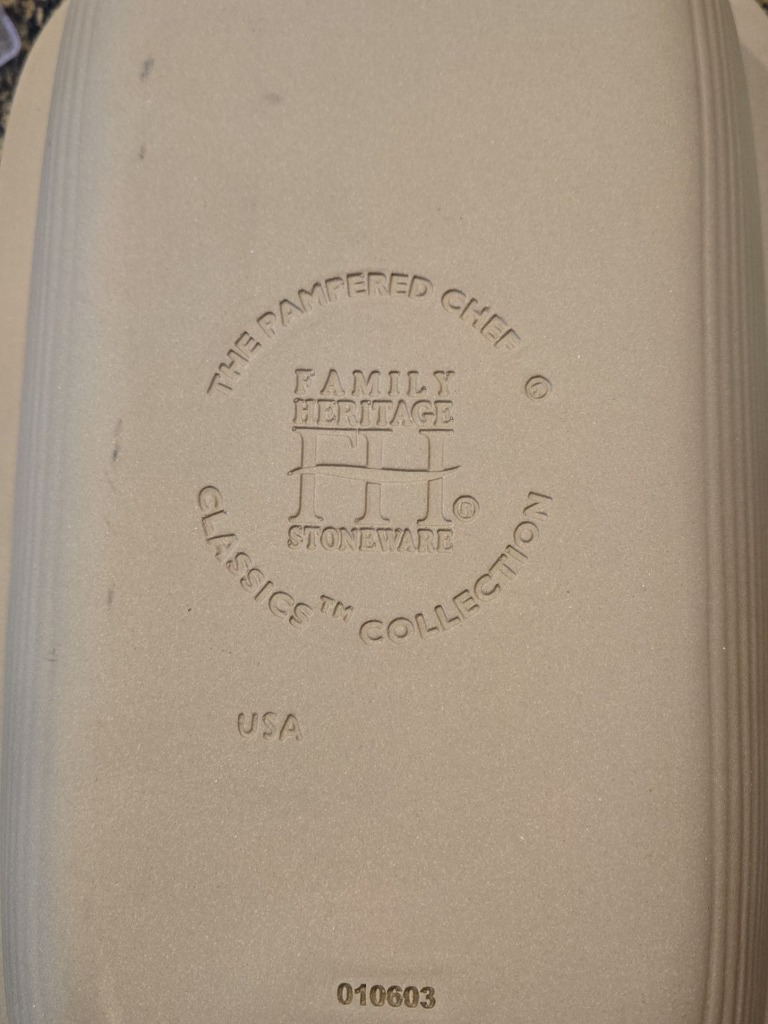 THE PAMPERED CHEF ©
FAMILY
HERITAGE
FH ®
STONEWARE
CLASSICS™ COLLECTION
USA
010603